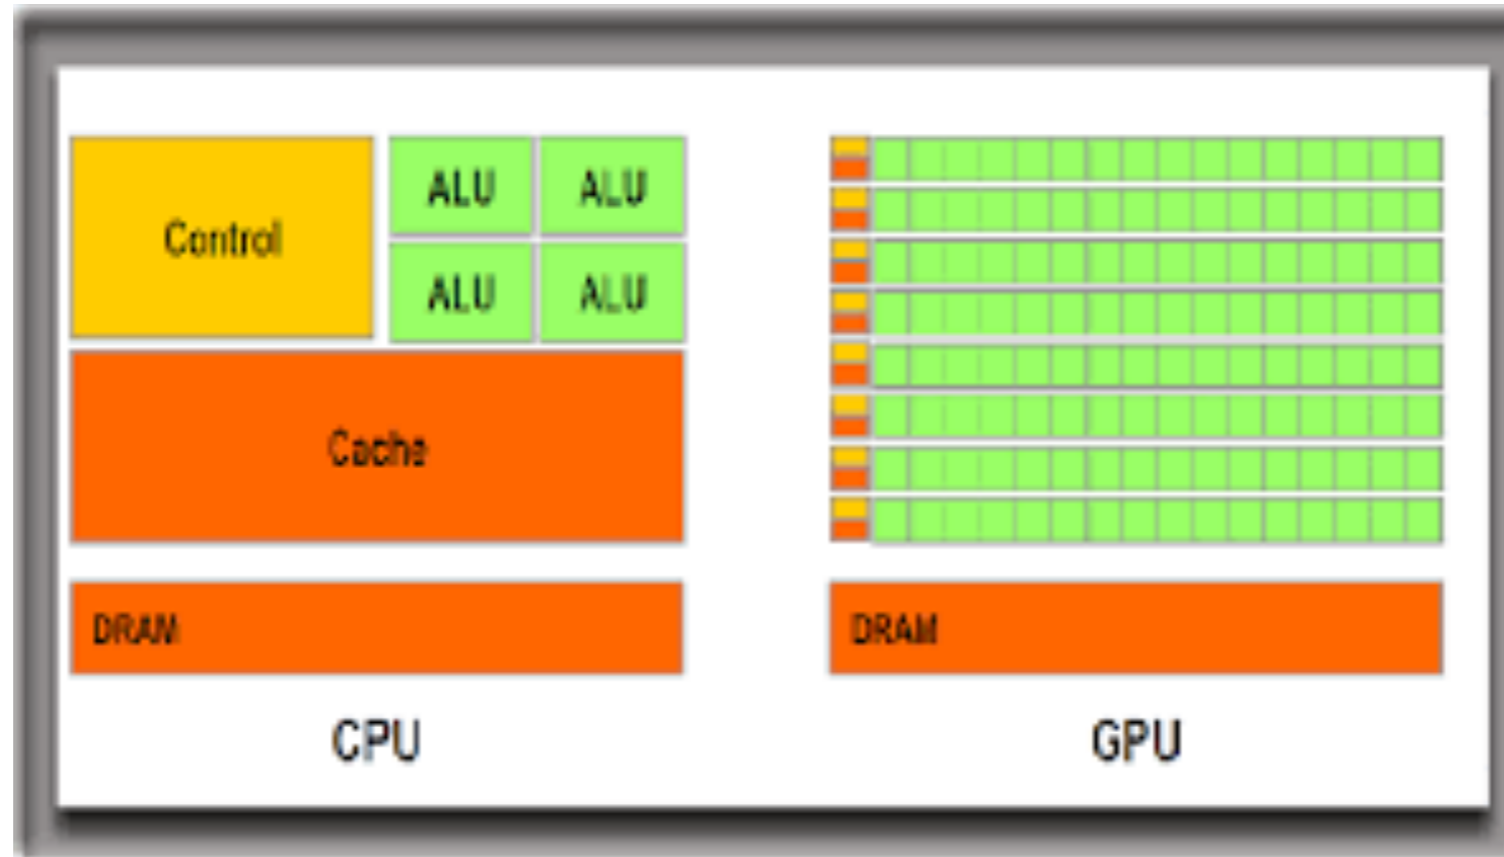 Control
ALU ALU
ALU ALU
Cache
DRAM
DRAM
CPU
GPU